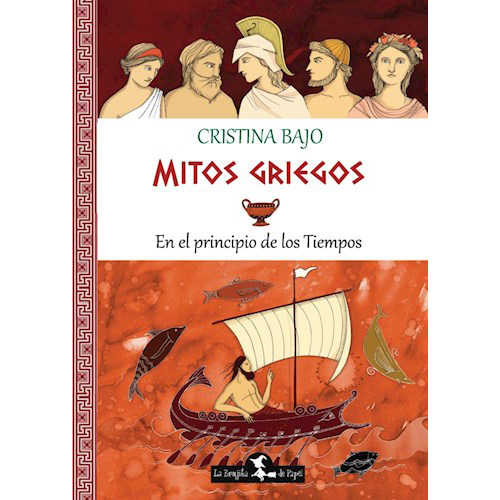 CRISTINA BAJO
MITOS GRIEGOS
En el principio de los Tiempos
La Brujita de Papel